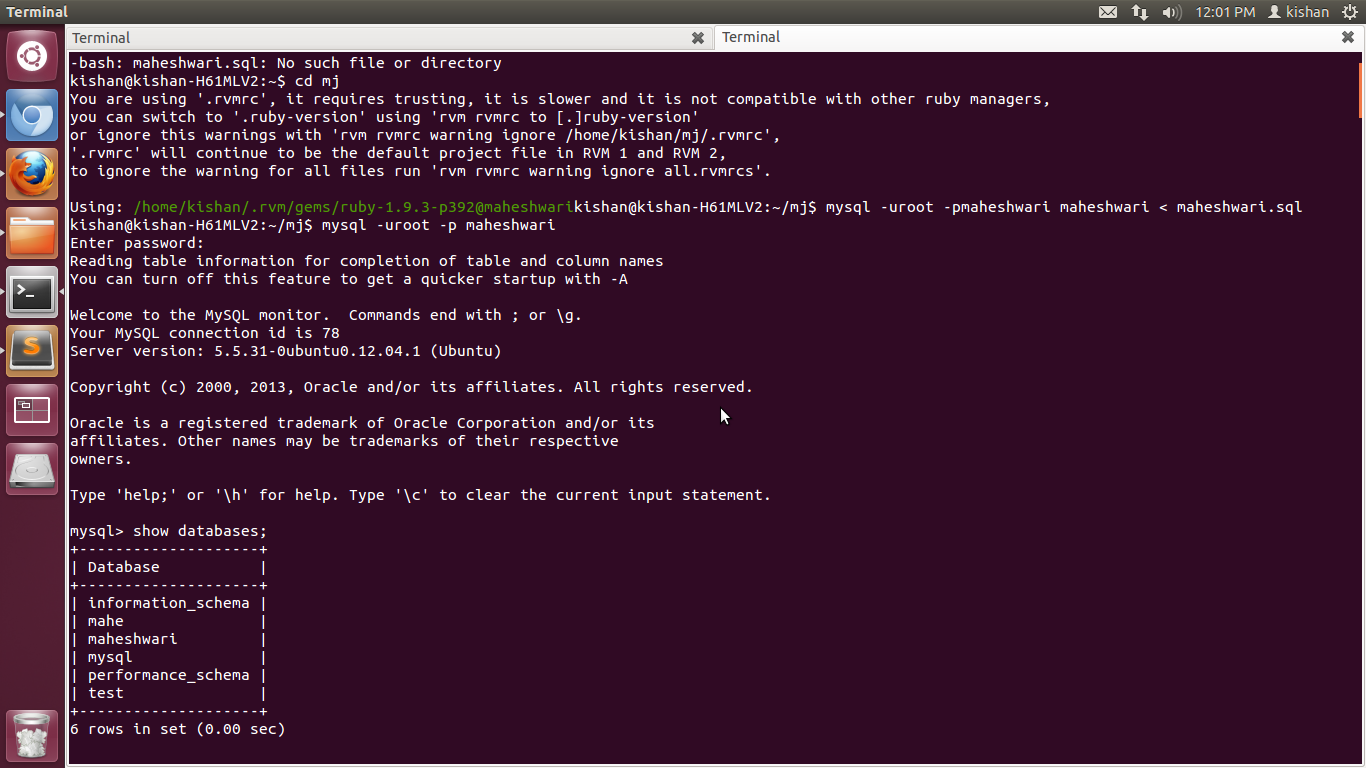 Terminal
12:01 PM
kishan
Terminal
Terminal
-bash: maheshwari.sql: No such file or directory
kishan@kishan-H61MLV2:~$ cd mj
You are using '.rvmrc', it requires trusting, it is slower and it is not compatible with other ruby managers,
you can switch to '.ruby-version' using 'rvm rvmrc to [.]ruby-version'
or ignore this warnings with 'rvm rvmrc warning ignore /home/kishan/mj/.rvmrc',
'.rvmrc' will continue to be the default project file in RVM 1 and RVM 2,
to ignore the warning for all files run 'rvm rvmrc warning ignore all.rvmrcs'.

Using: /home/kishan/.rvm/gems/ruby-1.9.3-p392@maheshwarikishan@kishan-H61MLV2:~/mj$ mysql -uroot -pmaheshwari maheshwari < maheshwari.sql
kishan@kishan-H61MLV2:~/mj$ mysql -uroot -p maheshwari
Enter password:
Reading table information for completion of table and column names
You can turn off this feature to get a quicker startup with -A

Welcome to the MySQL monitor.  Commands end with ; or \g.
Your MySQL connection id is 78
Server version: 5.5.31-0ubuntu0.12.04.1 (Ubuntu)

Copyright (c) 2000, 2013, Oracle and/or its affiliates. All rights reserved.

Oracle is a registered trademark of Oracle Corporation and/or its
affiliates. Other names may be trademarks of their respective
owners.

Type 'help;' or '\h' for help. Type '\c' to clear the current input statement.

mysql> show databases;
+--------------------+
| Database           |
+--------------------+
| information_schema |
| mahe               |
| maheshwari         |
| mysql              |
| performance_schema |
| test               |
+--------------------+
6 rows in set (0.00 sec)